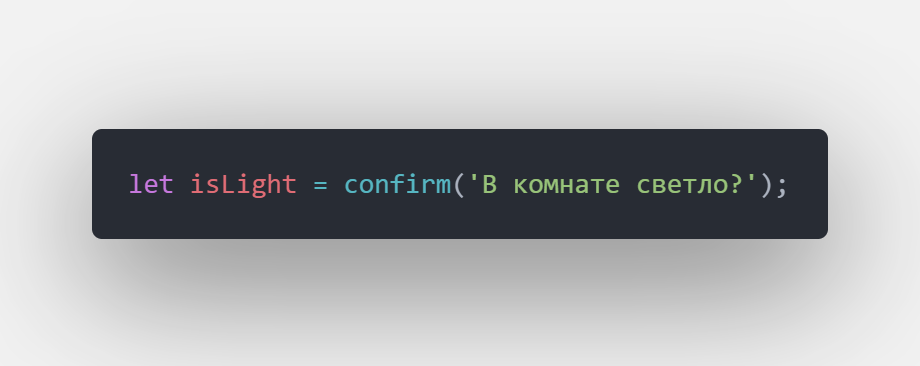 let isLight = confirm('В комнате светло?');